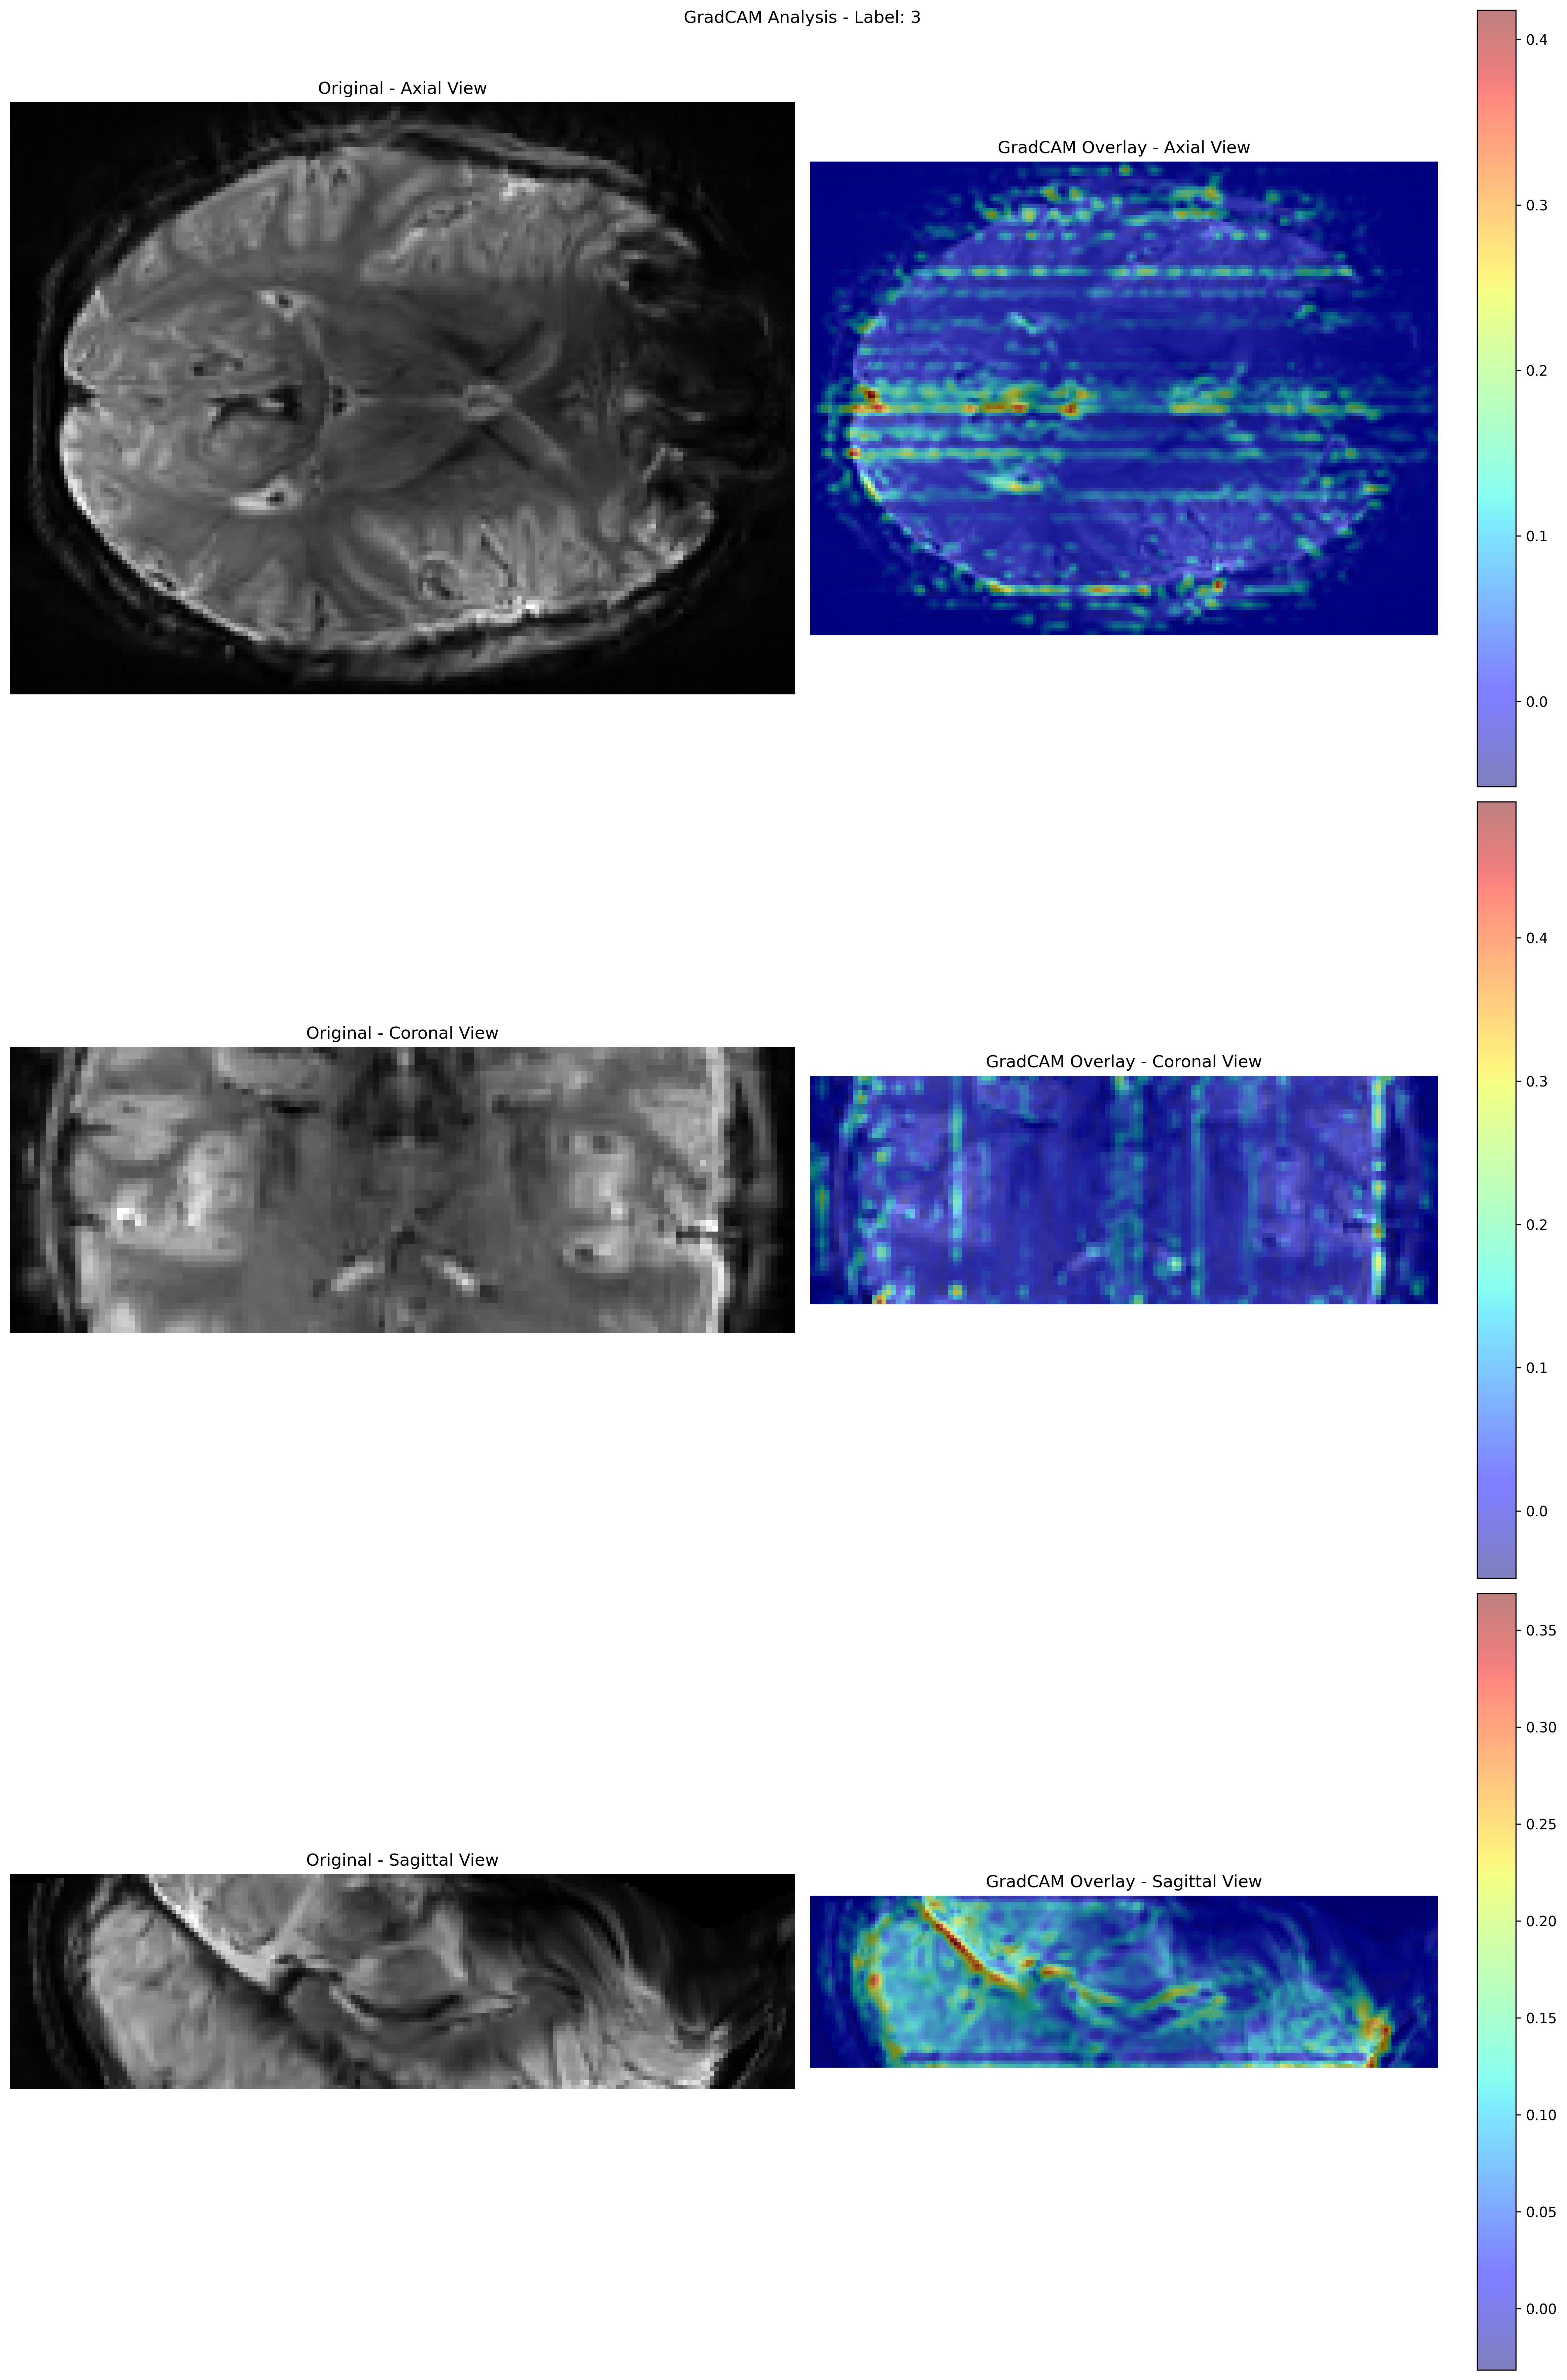 GradCAM Analysis - Label: 3
Original - Axial View
GradCAM Overlay - Axial View
0.4
0.3
0.2
0.1
0.0
Original - Coronal View
GradCAM Overlay - Coronal View
0.4
0.3
0.2
0.1
0.0
Original - Sagittal View
GradCAM Overlay - Sagittal View
0.35
0.30
0.25
0.20
0.15
0.10
0.05
0.00